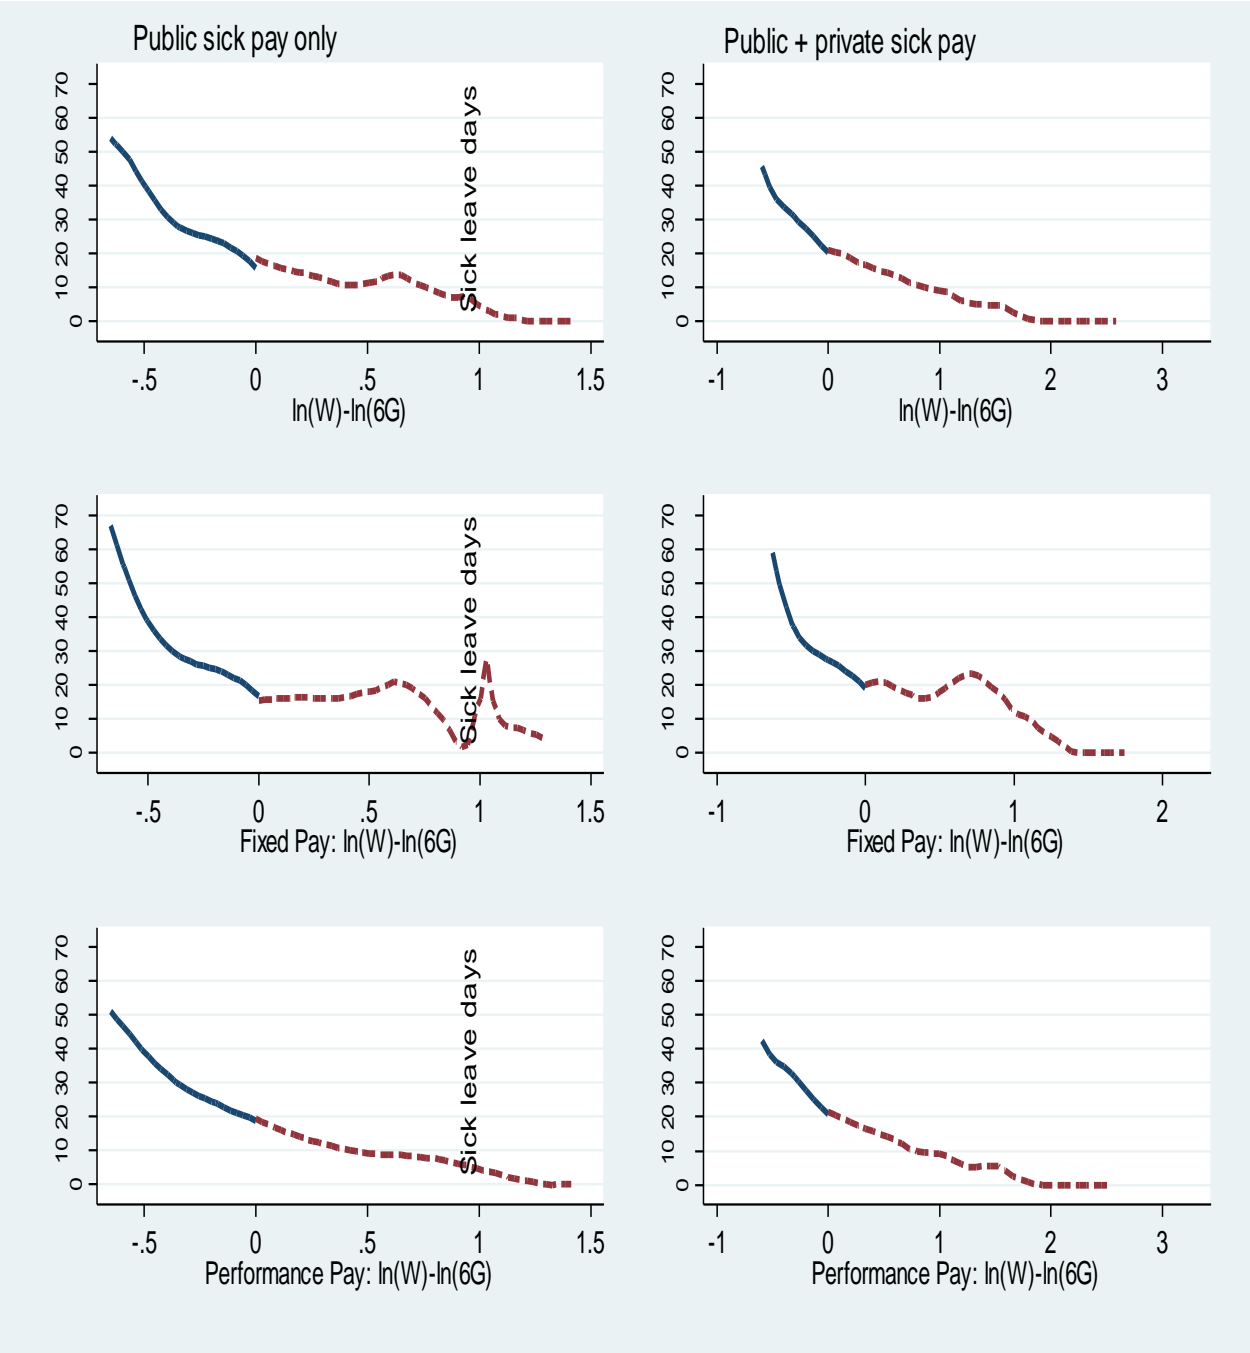 Public sick pay only
Public + private sick pay
Sick leave days
70
60
50
40
30
20
10
0
-.5 0 .5 1 1.5
ln(W)-ln(6G)
70
60
50
40
30
20
10
0
-1 0 1 2 3
ln(W)-ln(6G)
Sick leave days
70
60
50
40
30
20
10
0
-.5 0 .5 1 1.5
Fixed Pay: ln(W)-ln(6G)
70
60
50
40
30
20
10
0
-1 0 1 2
Fixed Pay: ln(W)-ln(6G)
Sick leave days
70
60
50
40
30
20
10
0
-.5 0 .5 1 1.5
Performance Pay: ln(W)-ln(6G)
70
60
50
40
30
20
10
0
-1 0 1 2 3
Performance Pay: ln(W)-ln(6G)